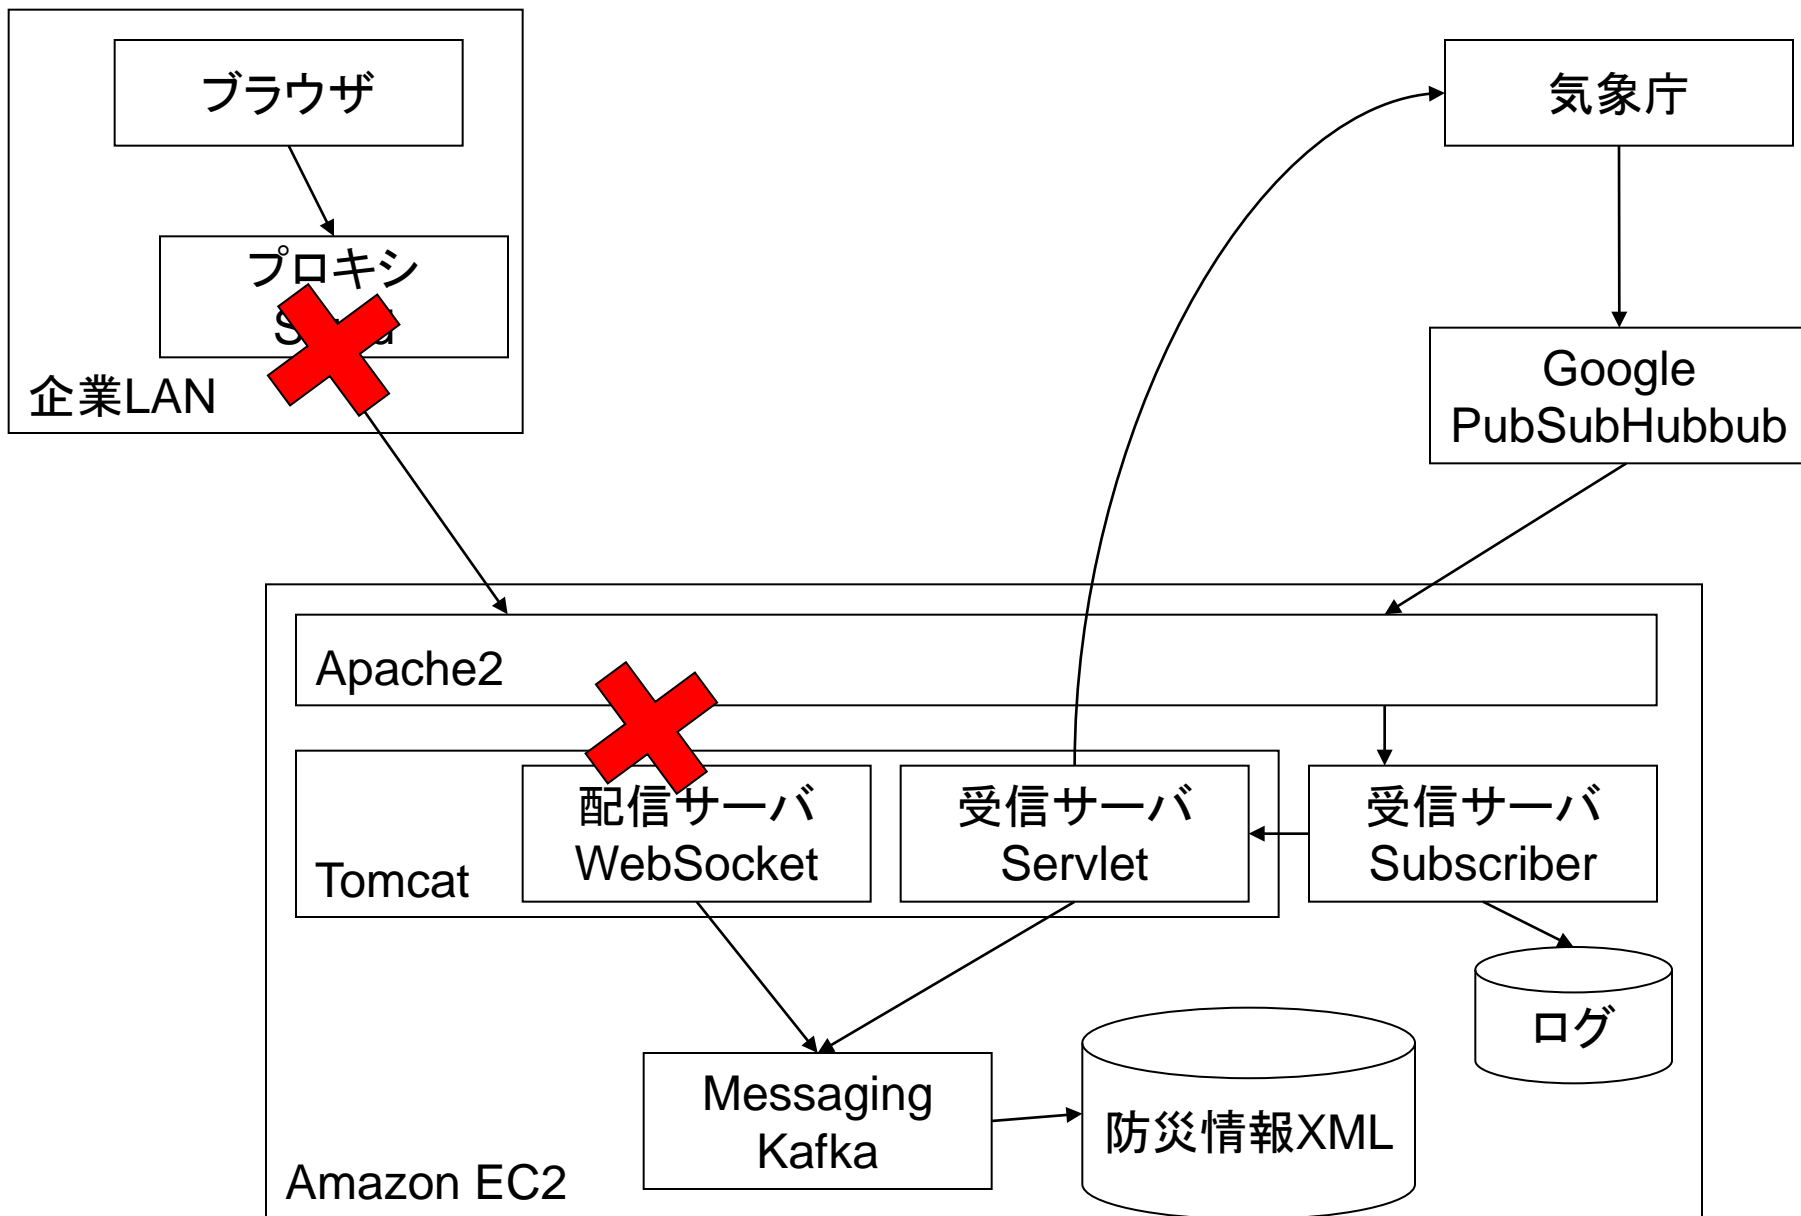 ブラウザ
プロキシ
企業LAN
気象庁
Google
PubSubHubbub
Apache2
Tomcat
配信サーバ
WebSocket
受信サーバ
Servlet
受信サーバ
Subscriber
ログ
Messaging
Kafka
防災情報XML
Amazon EC2